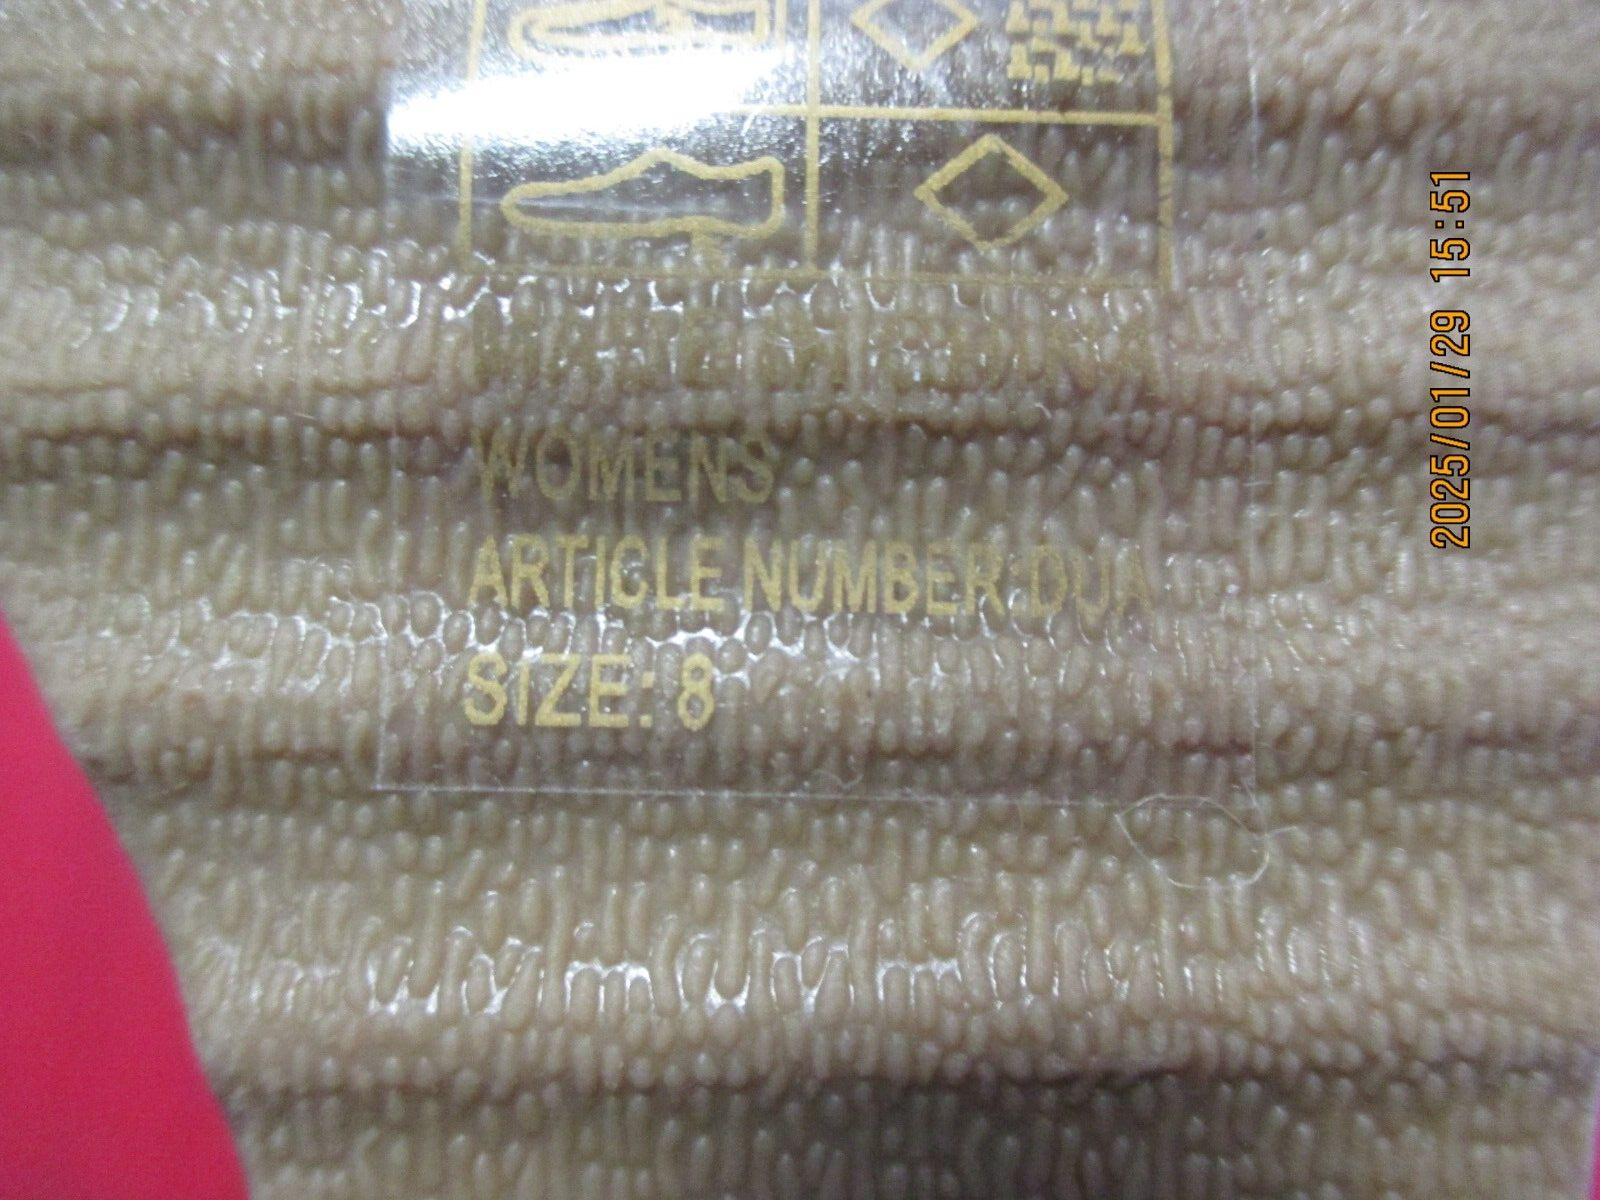 WOMENS
ARTICLE NUMBER:DUA
SIZE: 8
2025/01/29 15:51